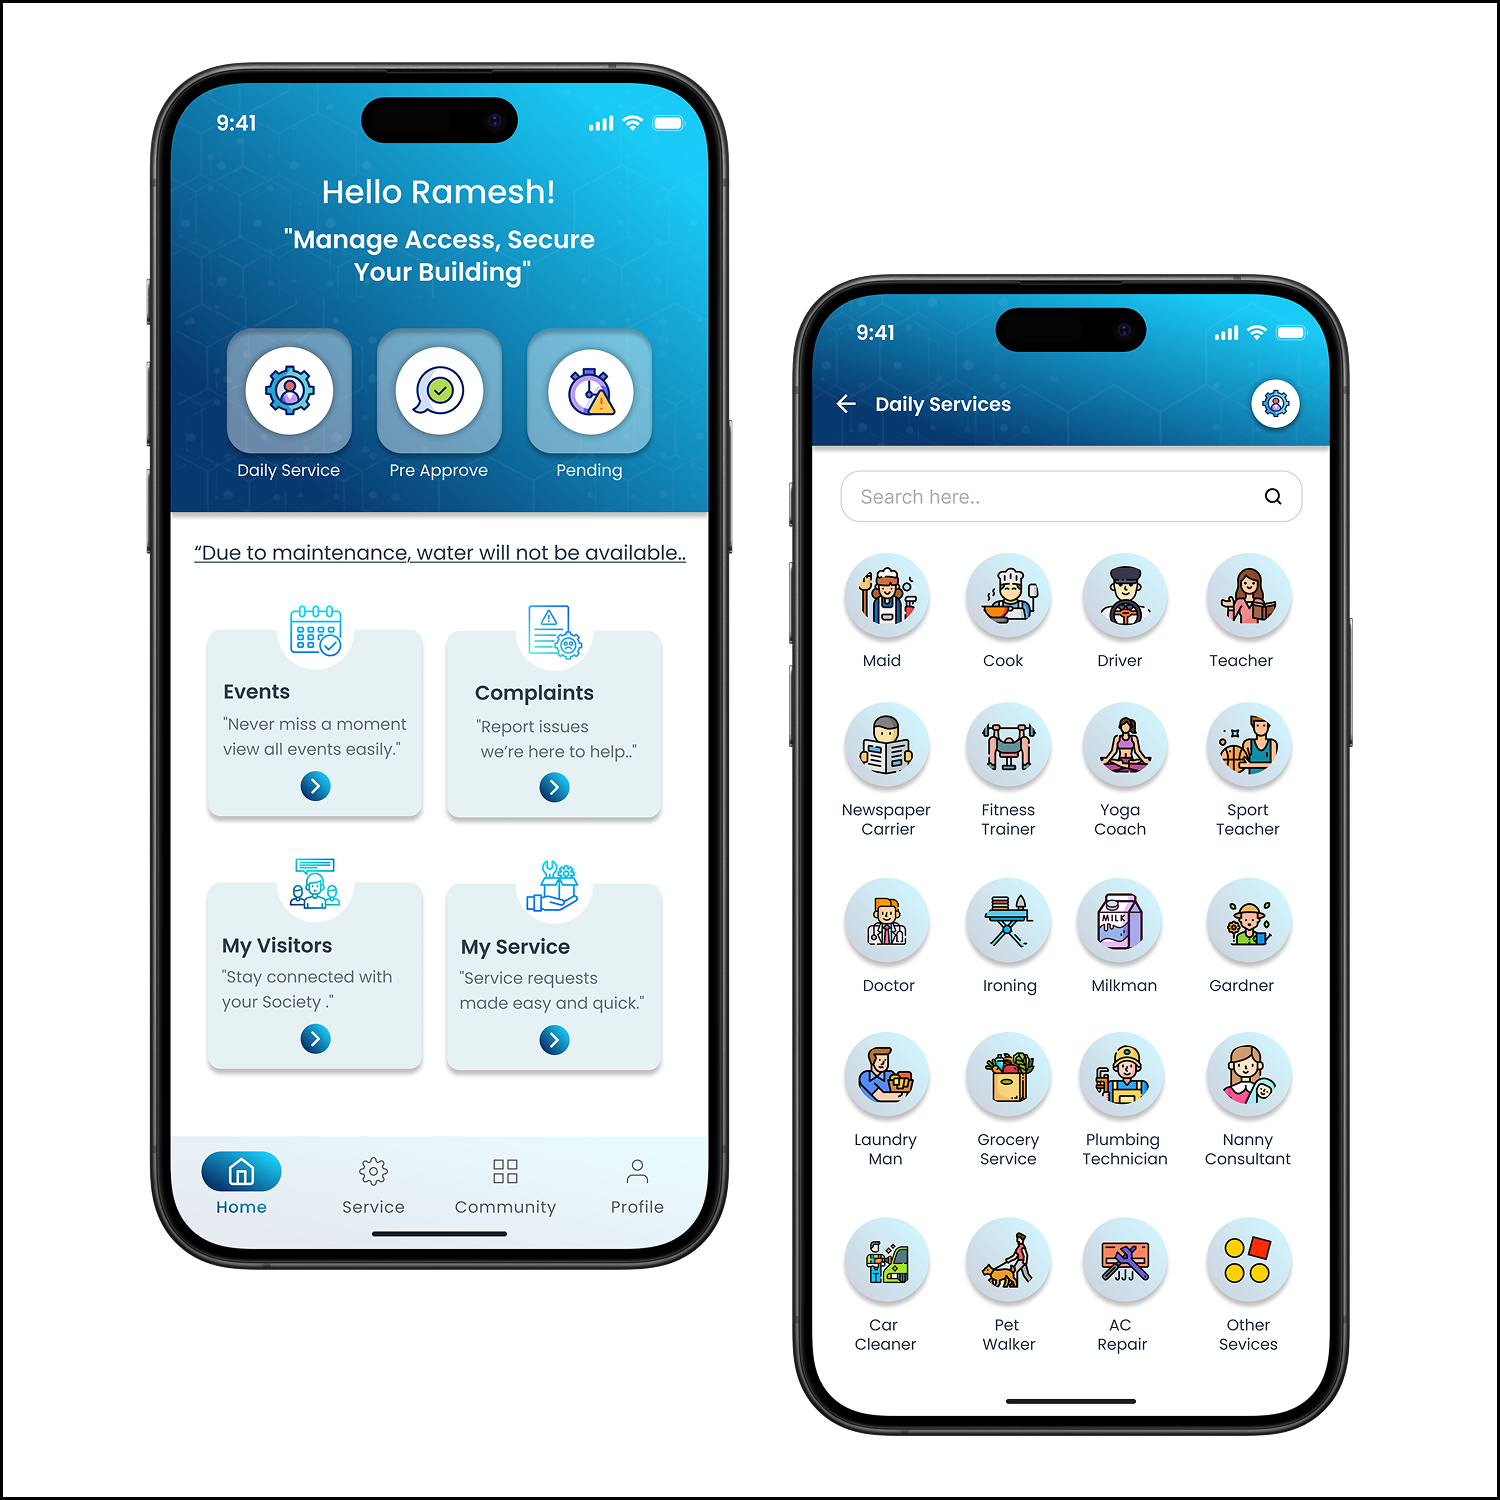 9:41
Hello Ramesh!
"Manage Access, Secure
Your Building"
Daily Service
Pre Approve
Pending
“Due to maintenance, water will not be available..
Events
"Never miss a moment
view all events easily."
Complaints
"Report issues
we’re here to help.."
My Visitors
"Stay connected with
your Society ."
My Service
"Service requests
made easy and quick."
Home
Service
Community
Profile
9:41
Daily Services
Search here..
Maid
Cook
Driver
Teacher
Newspaper
Carrier
Fitness
Trainer
Yoga
Coach
Sport
Teacher
Doctor
Ironing
MILK
Milkman
Gardner
Laundry
Man
Grocery
Service
Plumbing
Technician
Nanny
Consultant
Car
Cleaner
Pet
Walker
AC
Repair
Other
Sevices